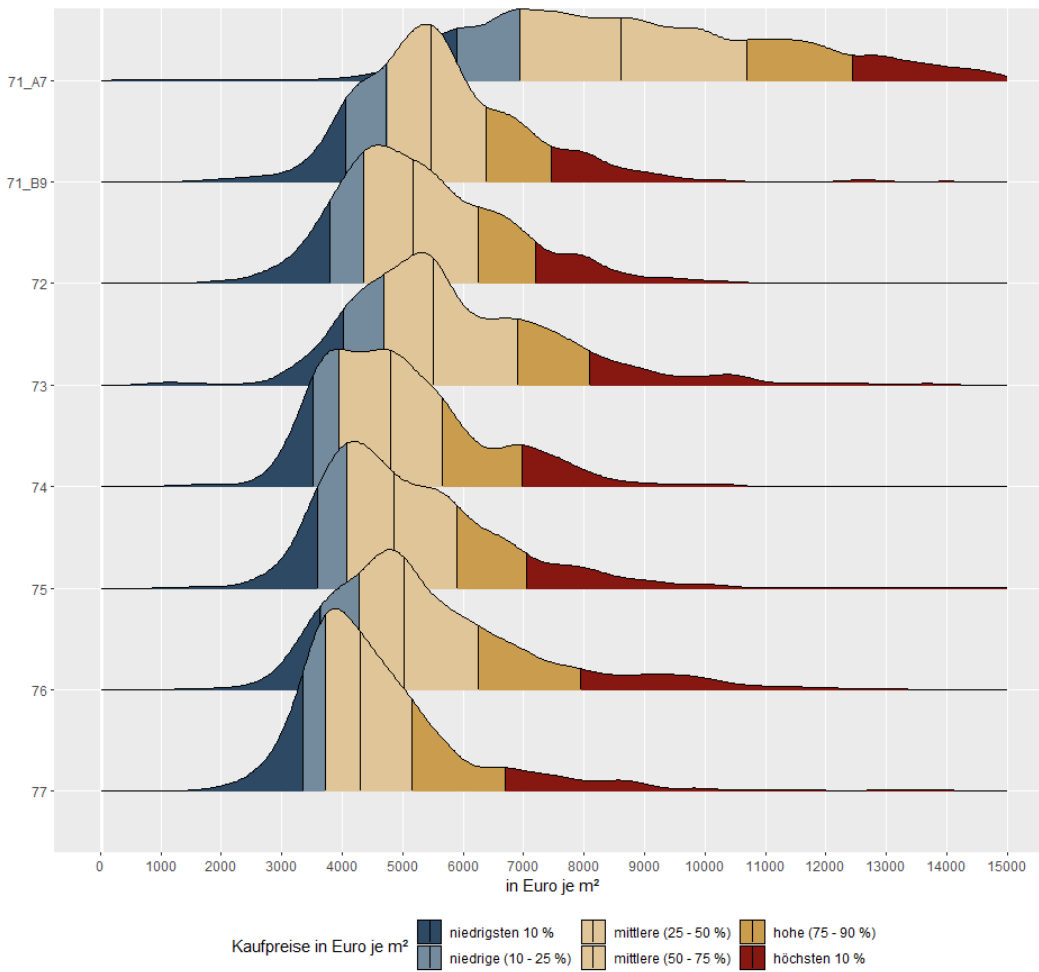 71_A7
71_B9
72
73
74
75
76
77
0 1000 2000 3000 4000 5000 6000 7000 8000 9000 10000 11000 12000 13000 14000 15000
in Euro je m²
Kaufpreise in Euro je m²
niedrigsten 10 % mittlere (25 - 50 %) hohe (75 - 90 %)
niedrige (10 - 25 %) mittlere (50 - 75 %) höchsten 10 %